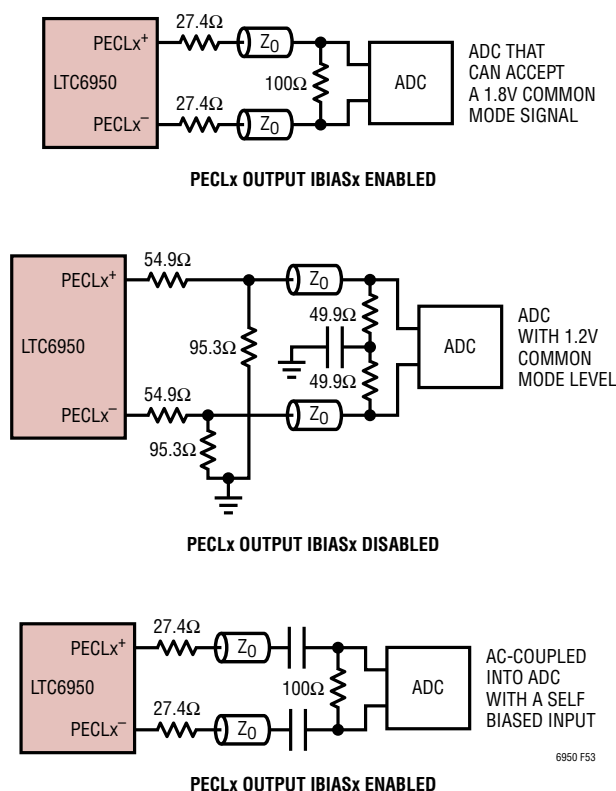 27.4Ω
PECLx+
Z0
LTC6950
100Ω
ADC
27.4Ω
PECLx–
Z0
ADC THAT
CAN ACCEPT
A 1.8V COMMON
MODE SIGNAL
PECLx OUTPUT IBIASx ENABLED
54.9Ω
PECLx+
Z0
49.9Ω
LTC6950
95.3Ω
ADC
49.9Ω
54.9Ω
PECLx–
Z0
95.3Ω
ADC
WITH 1.2V
COMMON
MODE LEVEL
PECLx OUTPUT IBIASx DISABLED
27.4Ω
PECLx+
Z0
LTC6950
100Ω
ADC
27.4Ω
PECLx–
Z0
AC-COUPLED
INTO ADC
WITH A SELF
BIASED INPUT
6950 F53
PECLx OUTPUT IBIASx ENABLED